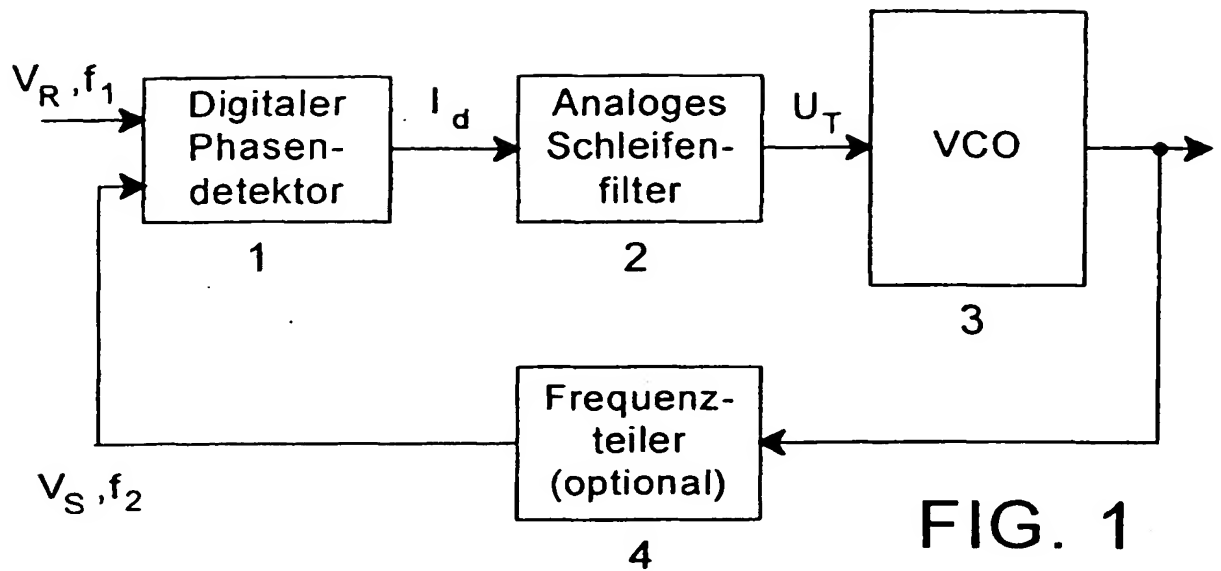 V_R ,f_1
Digitaler
Phasen-
detektor
1
I_d
Analoges
Schleifen-
filter
2
U_T
VCO
3
Frequenz-
teiler
(optional)
4
V_S ,f_2
FIG. 1